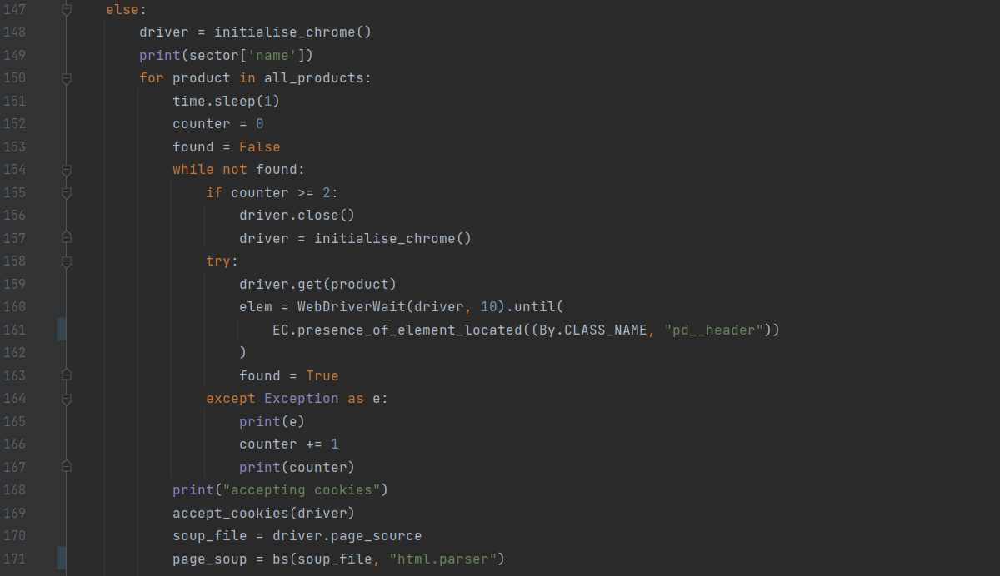 147 else:
148 driver = initialise_chrome()
149 print(sector['name'])
150 for product in all_products:
151 time.sleep(1)
152 counter = 0
153 found = False
154 while not found:
155 if counter >= 2:
156 driver.close()
157 driver = initialise_chrome()
158 try:
159 driver.get(product)
160 elem = WebDriverWait(driver, 10).until(
161 EC.presence_of_element_located((By.CLASS_NAME, "pd__header"))
162 )
163 found = True
164 except Exception as e:
165 print(e)
166 counter += 1
167 print(counter)
168 print("accepting cookies")
169 accept_cookies(driver)
170 soup_file = driver.page_source
171 page_soup = bs(soup_file, "html.parser")